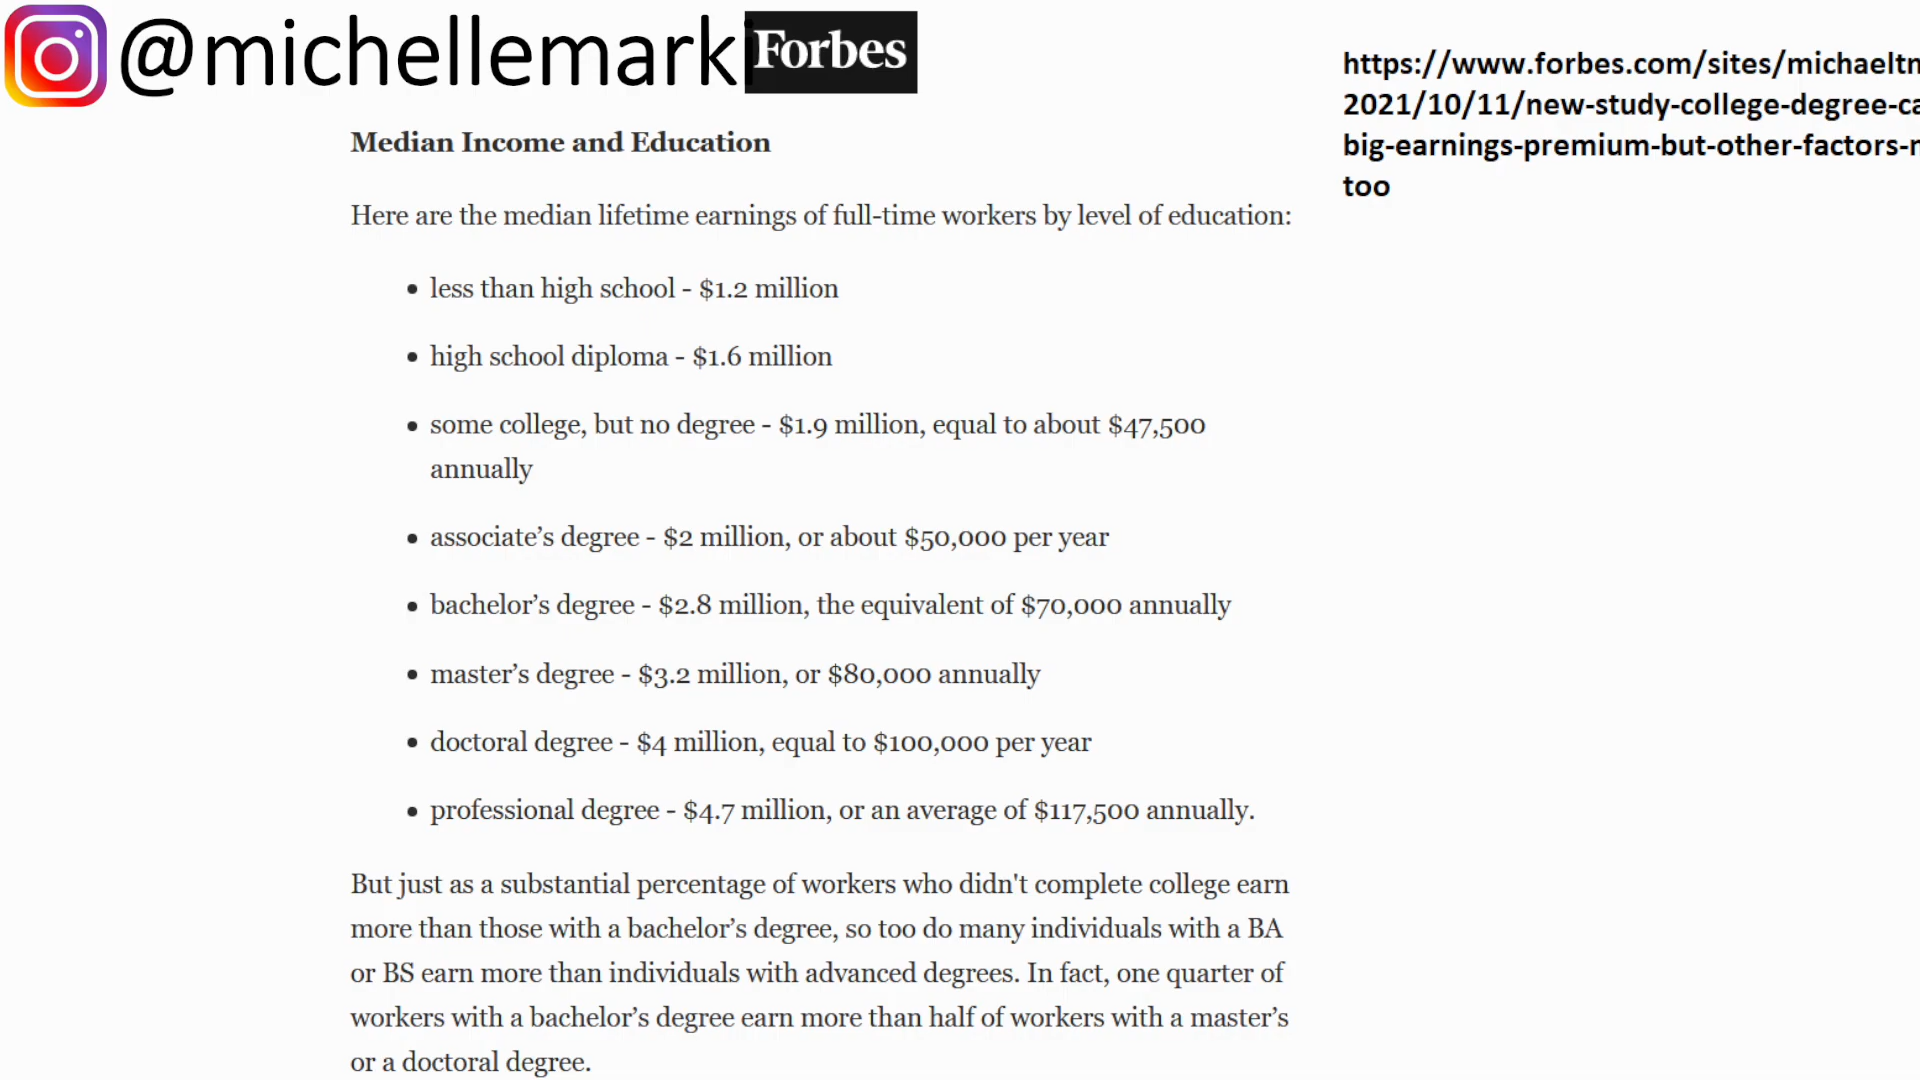 @michellemarki
Forbes
https://www.forbes.com/sites/michaeltn
2021/10/11/new-study-college-degree-ca
big-earnings-premium-but-other-factors-n
too
Median Income and Education
Here are the median lifetime earnings of full-time workers by level of education:
• less than high school - $1.2 million
• high school diploma - $1.6 million
• some college, but no degree - $1.9 million, equal to about $47,500
annually
• associate’s degree - $2 million, or about $50,000 per year
• bachelor’s degree - $2.8 million, the equivalent of $70,000 annually
• master’s degree - $3.2 million, or $80,000 annually
• doctoral degree - $4 million, equal to $100,000 per year
• professional degree - $4.7 million, or an average of $117,500 annually.
But just as a substantial percentage of workers who didn't complete college earn
more than those with a bachelor’s degree, so too do many individuals with a BA
or BS earn more than individuals with advanced degrees. In fact, one quarter of
workers with a bachelor’s degree earn more than half of workers with a master’s
or a doctoral degree.